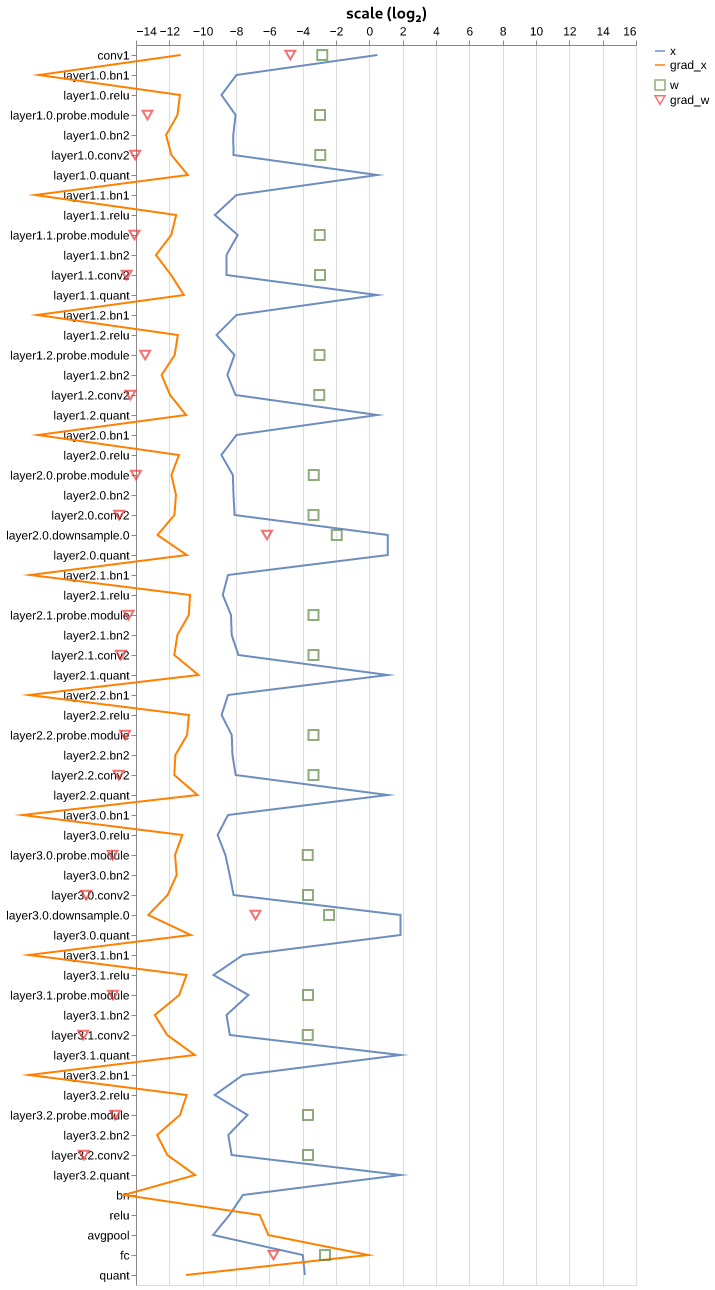 scale (log₂)
−14 −12 −10 −8 −6 −4 −2 0 2 4 6 8 10 12 14 16
x
grad_x
w
grad_w
conv1
layer1.0.bn1
layer1.0.relu
layer1.0.probe.module
layer1.0.bn2
layer1.0.conv2
layer1.0.quant
layer1.1.bn1
layer1.1.relu
layer1.1.probe.module
layer1.1.bn2
layer1.1.conv2
layer1.1.quant
layer1.2.bn1
layer1.2.relu
layer1.2.probe.module
layer1.2.bn2
layer1.2.conv2
layer1.2.quant
layer2.0.bn1
layer2.0.relu
layer2.0.probe.module
layer2.0.bn2
layer2.0.conv2
layer2.0.downsample.0
layer2.0.quant
layer2.1.bn1
layer2.1.relu
layer2.1.probe.module
layer2.1.bn2
layer2.1.conv2
layer2.1.quant
layer2.2.bn1
layer2.2.relu
layer2.2.probe.module
layer2.2.bn2
layer2.2.conv2
layer2.2.quant
layer3.0.bn1
layer3.0.relu
layer3.0.probe.module
layer3.0.bn2
layer3.0.conv2
layer3.0.downsample.0
layer3.0.quant
layer3.1.bn1
layer3.1.relu
layer3.1.probe.module
layer3.1.bn2
layer3.1.conv2
layer3.1.quant
layer3.2.bn1
layer3.2.relu
layer3.2.probe.module
layer3.2.bn2
layer3.2.conv2
layer3.2.quant
bn
relu
avgpool
fc
quant